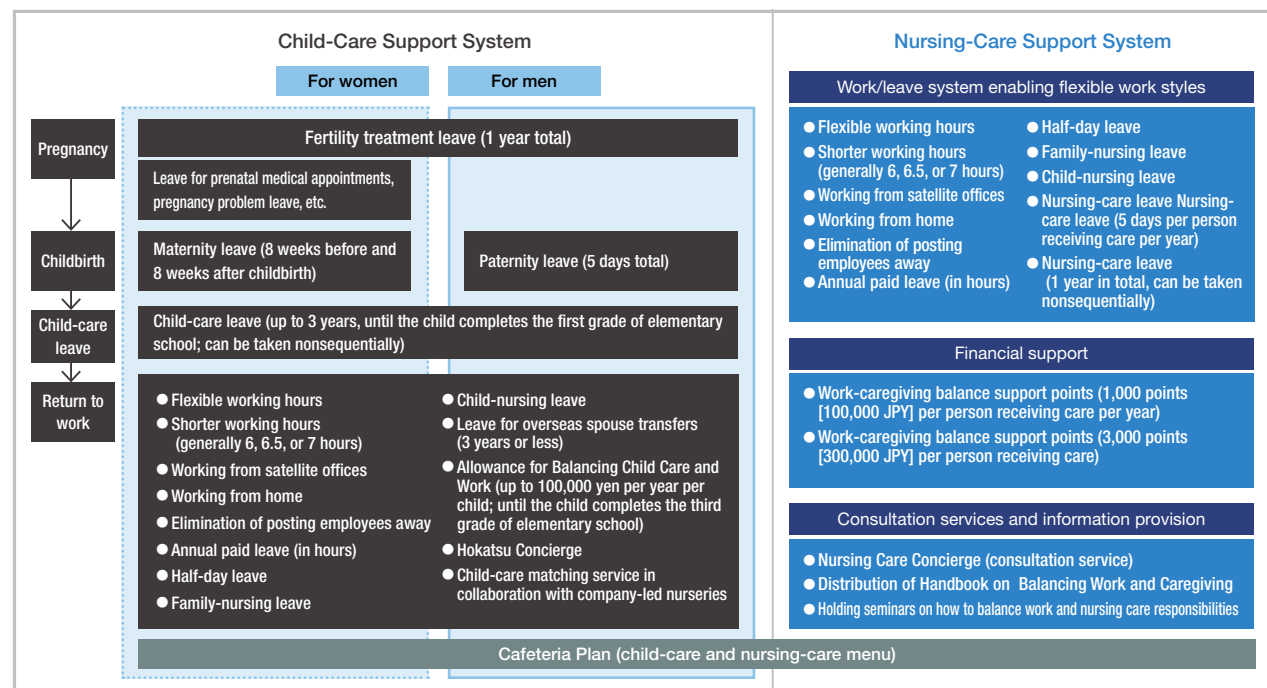 Child-Care Support System
For women
For men
Pregnancy
Fertility treatment leave (1 year total)
Leave for prenatal medical appointments,
pregnancy problem leave, etc.
Childbirth
Maternity leave (8 weeks before and
8 weeks after childbirth)
Paternity leave (5 days total)
Child-care
leave
Child-care leave (up to 3 years, until the child completes the first grade of elementary
school; can be taken nonsequentially)
Return to
work
● Flexible working hours
● Shorter working hours
(generally 6, 6.5, or 7 hours)
● Working from satellite offices
● Working from home
● Elimination of posting employees away
● Annual paid leave (in hours)
● Half-day leave
● Family-nursing leave
● Child-nursing leave
● Leave for overseas spouse transfers
(3 years or less)
● Allowance for Balancing Child Care and
Work (up to 100,000 yen per year per
child; until the child completes the third
grade of elementary school)
● Hokatsu Concierge
● Child-care matching service in
collaboration with company-led nurseries
Nursing-Care Support System
Work/leave system enabling flexible work styles
● Flexible working hours
● Shorter working hours
(generally 6, 6.5, or 7 hours)
● Working from satellite offices
● Working from home
● Elimination of posting
employees away
● Annual paid leave (in hours)
● Half-day leave
● Family-nursing leave
● Child-nursing leave
● Nursing-care leave Nursing-
care leave (5 days per person
receiving care per year)
● Nursing-care leave
(1 year in total, can be taken
nonsequentially)
Financial support
● Work-caregiving balance support points (1,000 points
[100,000 JPY] per person receiving care per year)
● Work-caregiving balance support points (3,000 points
[300,000 JPY] per person receiving care)
Consultation services and information provision
● Nursing Care Concierge (consultation service)
● Distribution of Handbook on Balancing Work and Caregiving
● Holding seminars on how to balance work and nursing care responsibilities
Cafeteria Plan (child-care and nursing-care menu)